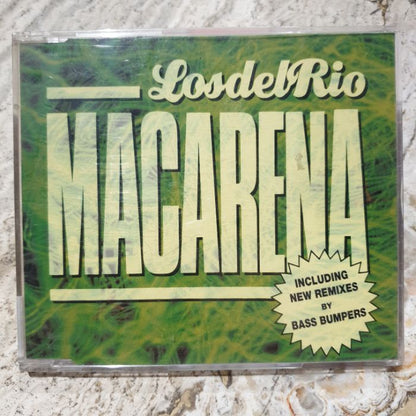 LosdelRio
MACARENA
INCLUDING
NEW REMIXES
BY
BASS BUMPERS